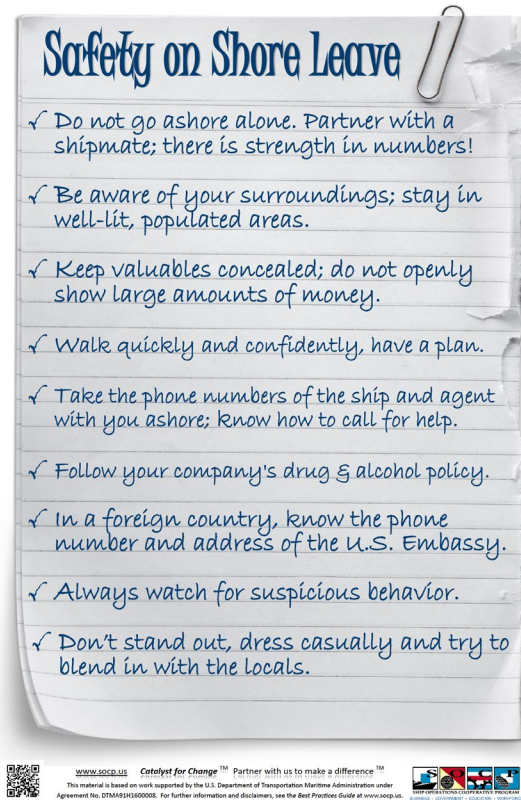 Safety on Shore Leave
✓ Do not go ashore alone. Partner with a
shipmate; there is strength in numbers!
✓ Be aware of your surroundings; stay in
well-lit, populated areas.
✓ Keep valuables concealed; do not openly
show large amounts of money.
✓ Walk quickly and confidently, have a plan.
✓ Take the phone numbers of the ship and agent
with you ashore; know how to call for help.
✓ Follow your company's drug & alcohol policy.
✓ In a foreign country, know the phone
number and address of the U.S. Embassy.
✓ Always watch for suspicious behavior.
✓ Don't stand out, dress casually and try to
blend in with the locals.
www.socp.us Catalyst for Change™ Partner with us to make a difference™
This material is based on work supported by the U.S. Department of Transportation Maritime Administration under
Agreement No. DTMA91H1600008. For further information and disclaimers, see the Best Practices Guide at www.socp.us.
S O C P
SHIP OPERATIONS COOPERATIVE PROGRAM